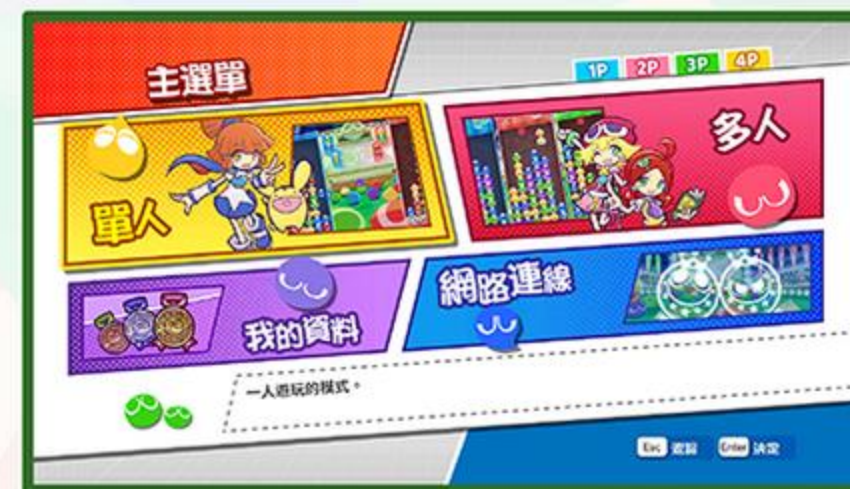 主選單
1P 2P 3P 4P
單人
多人
我的資料
網路連線
一人遊玩的模式。
Esc 返回 Enter 決定